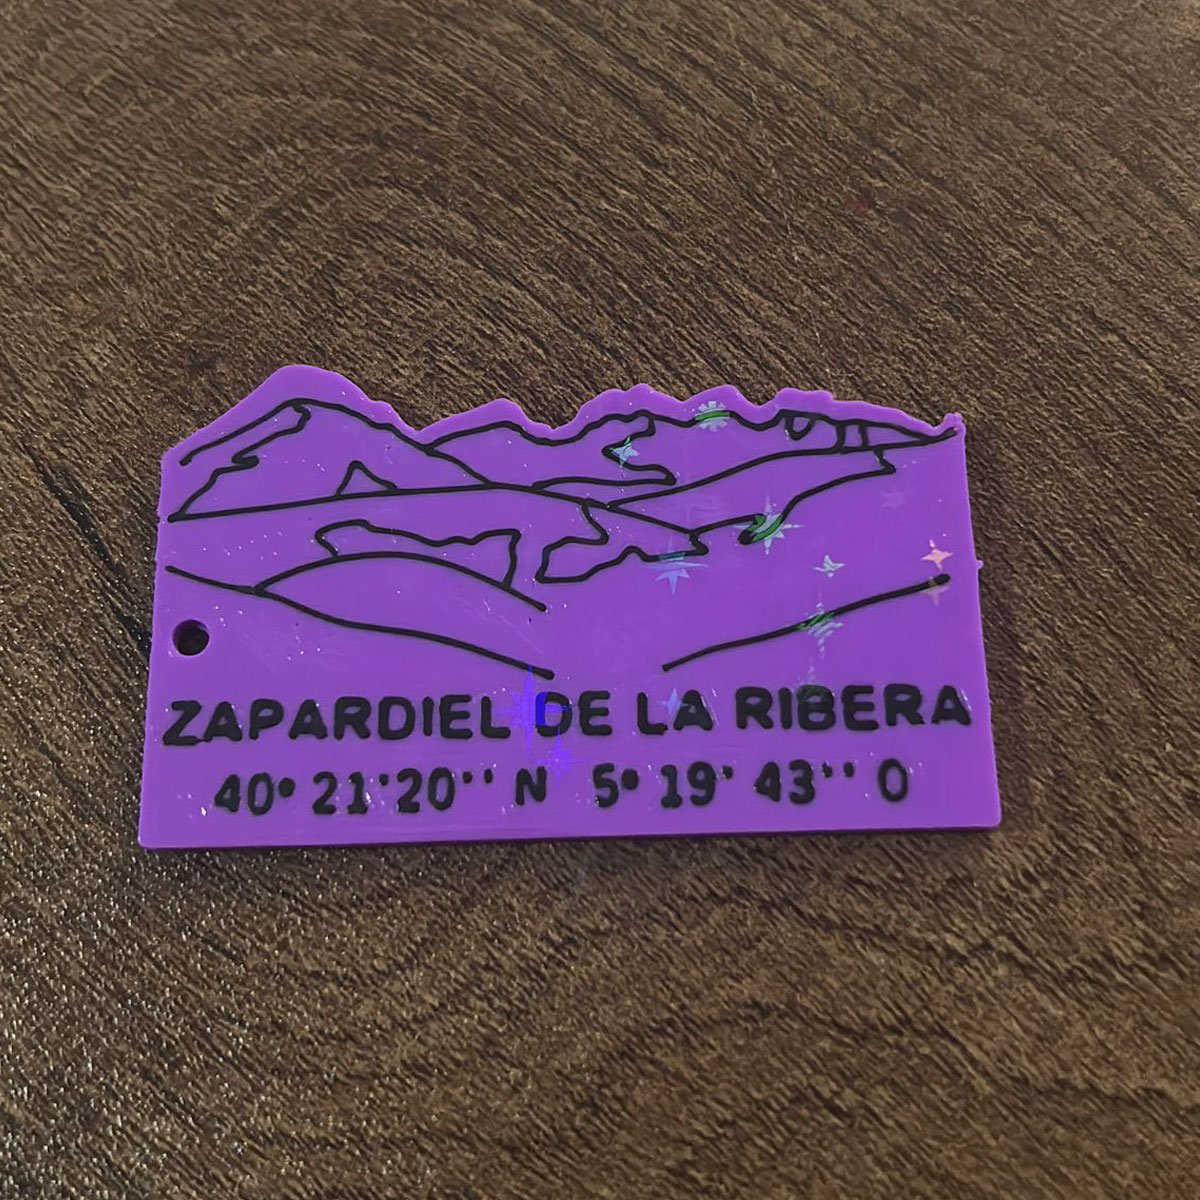 ZAPARDIEL DE LA RIBERA
40° 21'20'' N 5° 19' 43'' O